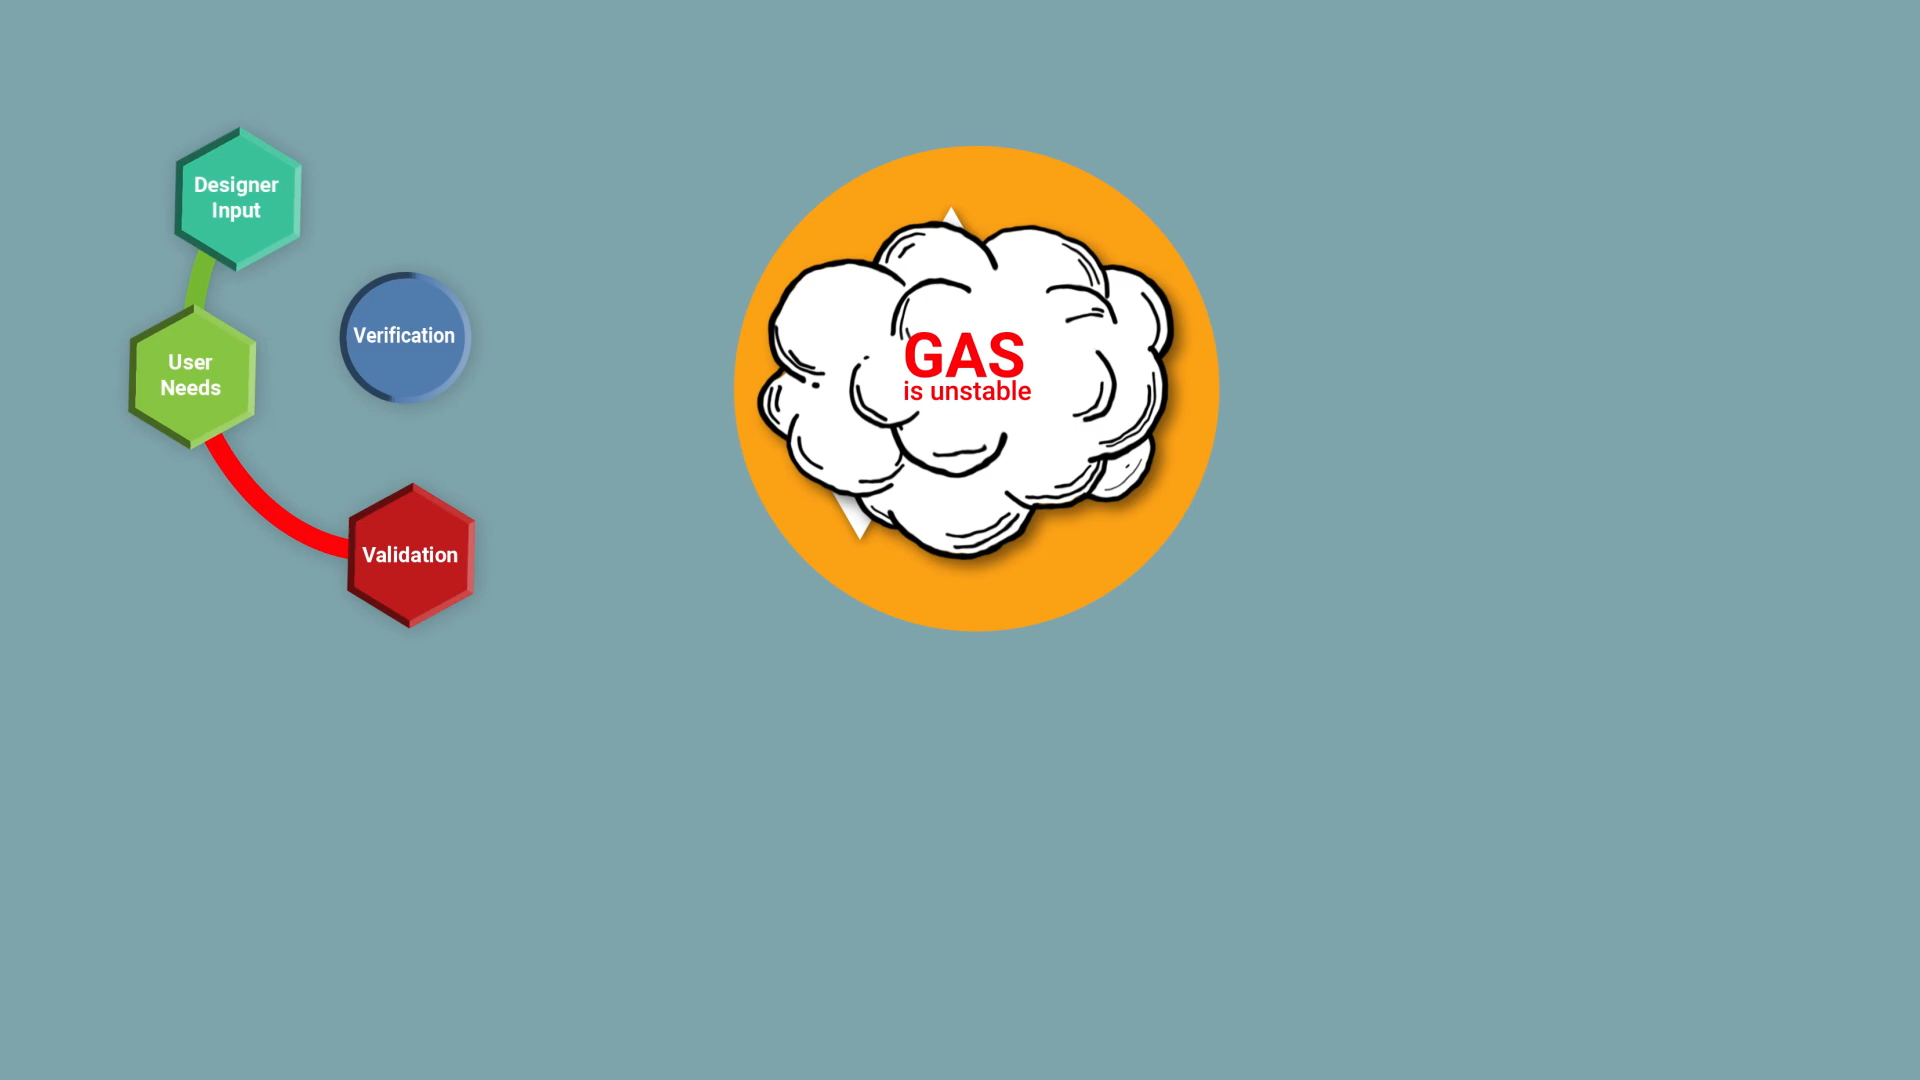 Designer
Input
User
Needs
Verification
Validation
GAS
is unstable